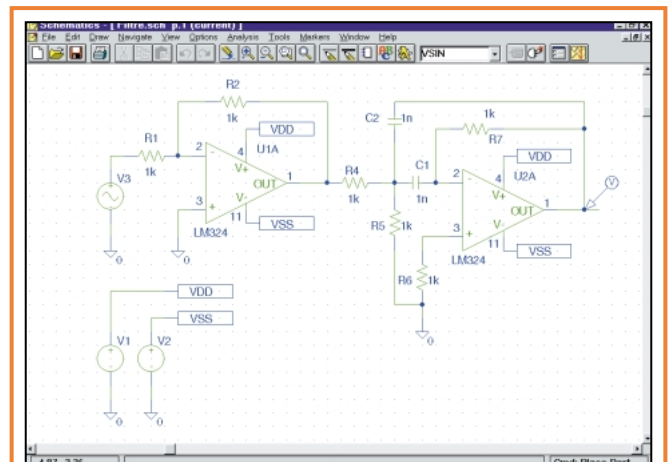 Schematics - [ Filtre.sch p.1 (current) ]
File Edit Draw Navigate View Options Analysis Tools Markers Window Help
VSIN
R2
1k
VDD
R1
1k
2
-
4
U1A
V+
OUT
1
3
+
V-
11
VSS
LM324
V3
0
0
R4
1k
C2
1n
C1
1n
1k
R7
VDD
2
-
4
U2A
V+
OUT
1
V
3
+
V-
11
VSS
LM324
R5
1k
R6
1k
0
VDD
VSS
V1
V2
+
-
+
-
0
0
Cmd: Place Part